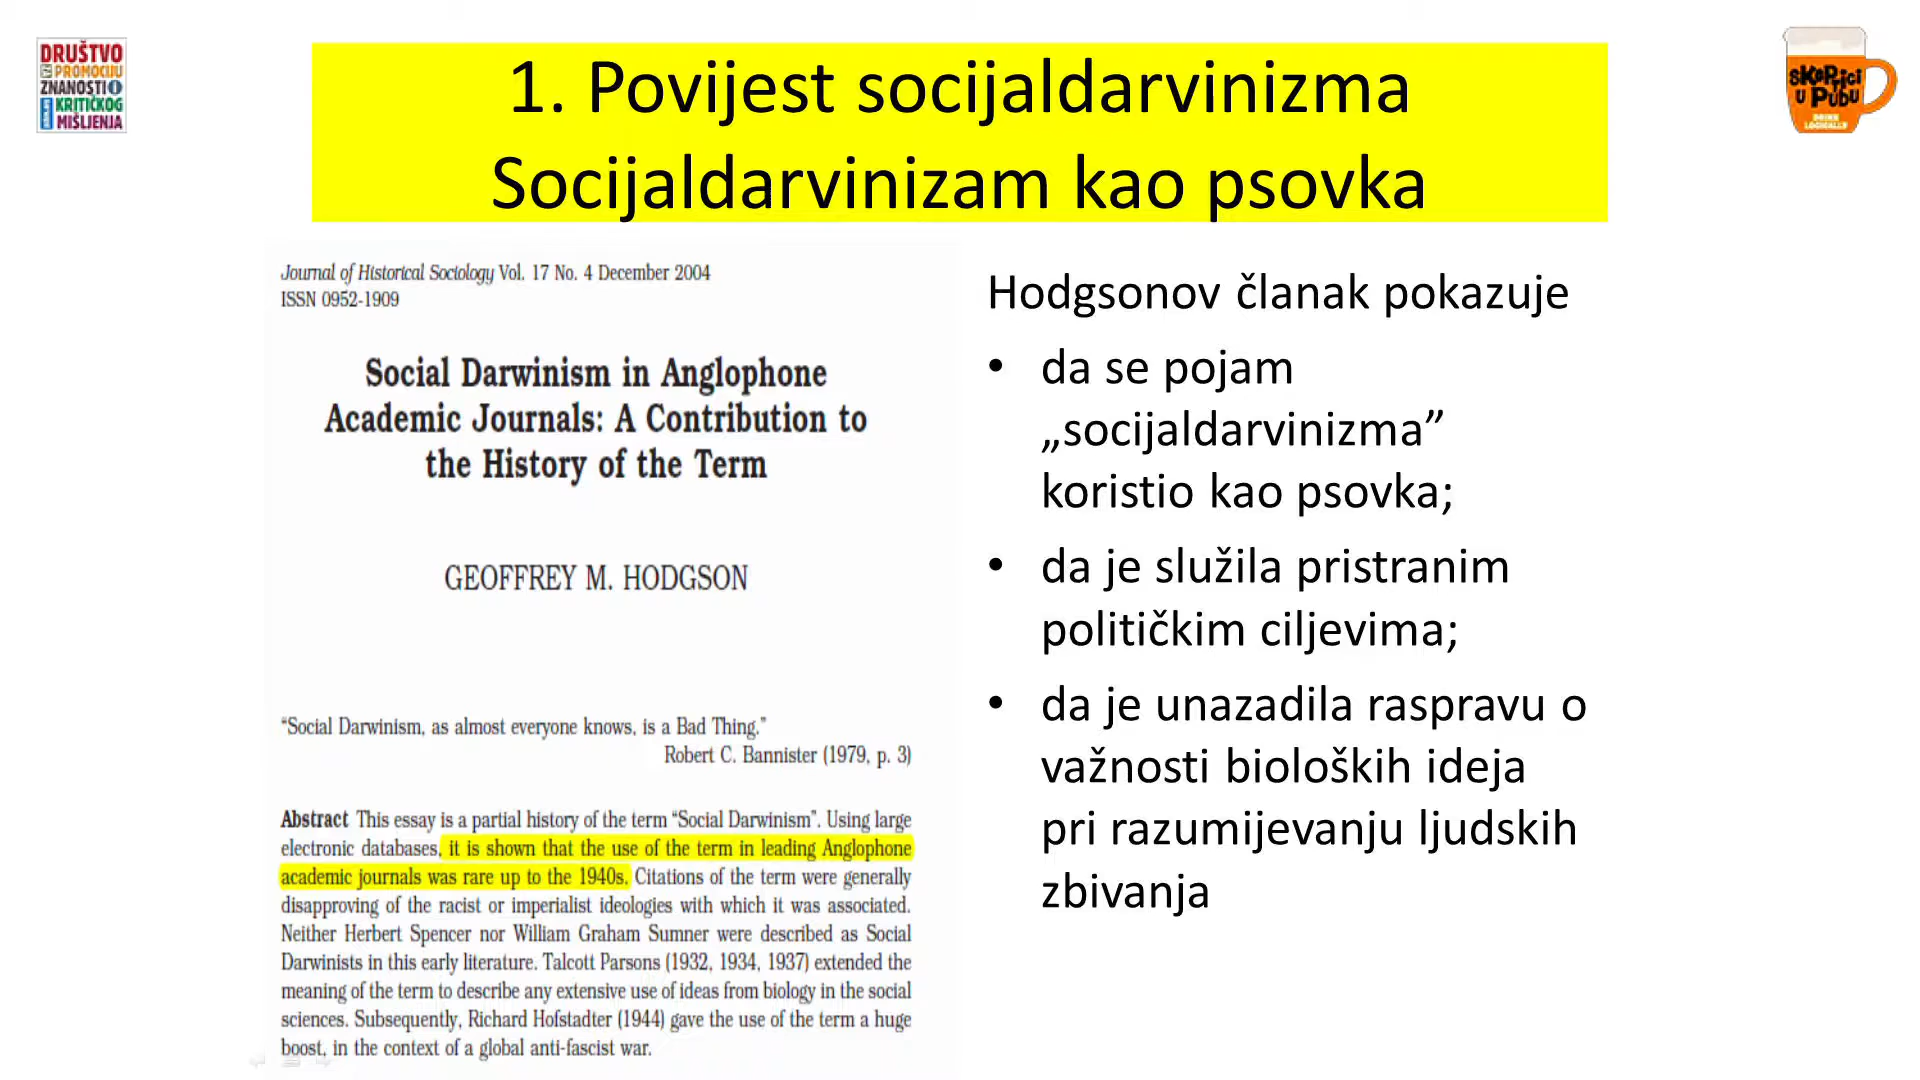 DRUŠTVO
ZA PROMOCIJU
ZNANOSTI I
KRITIČKOG
MIŠLJENJA
SKEPTICI
U PUBU
DRINK
LOGICALLY
1. Povijest socijaldarvinizma
Socijaldarvinizam kao psovka
Journal of Historical Sociology Vol. 17 No. 4 December 2004
ISSN 0952-1909
Social Darwinism in Anglophone
Academic Journals: A Contribution to
the History of the Term
GEOFFREY M. HODGSON
“Social Darwinism, as almost everyone knows, is a Bad Thing.”
Robert C. Bannister (1979, p. 3)
Abstract This essay is a partial history of the term “Social Darwinism”. Using large
electronic databases, it is shown that the use of the term in leading Anglophone
academic journals was rare up to the 1940s. Citations of the term were generally
disapproving of the racist or imperialist ideologies with which it was associated.
Neither Herbert Spencer nor William Graham Sumner were described as Social
Darwinists in this early literature. Talcott Parsons (1932, 1934, 1937) extended the
meaning of the term to describe any extensive use of ideas from biology in the social
sciences. Subsequently, Richard Hofstadter (1944) gave the use of the term a huge
boost, in the context of a global anti-fascist war.
Hodgsonov članak pokazuje
• da se pojam
„socijaldarvinizma”
koristio kao psovka;
• da je služila pristranim
političkim ciljevima;
• da je unazadila raspravu o
važnosti bioloških ideja
pri razumijevanju ljudskih
zbivanja